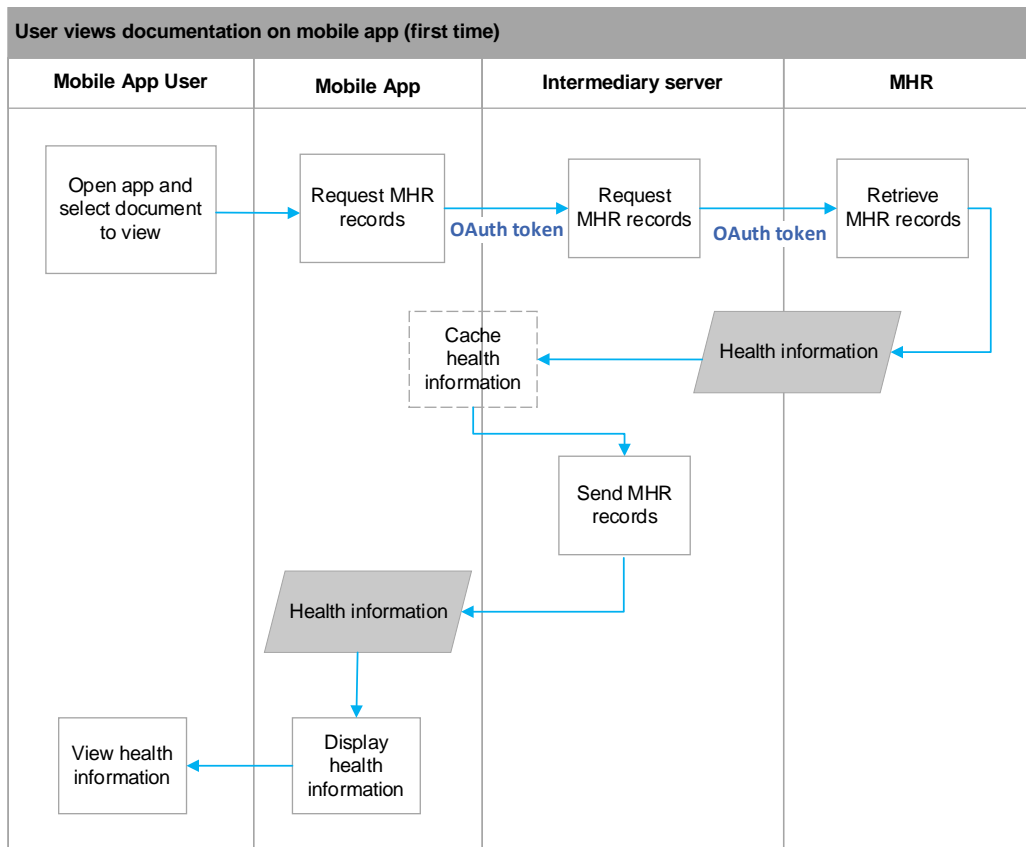 User views documentation on mobile app (first time)
Mobile App User
Mobile App
Intermediary server
MHR
Open app and
select document
to view
Request MHR
records
OAuth token
Request
MHR records
OAuth token
Retrieve
MHR records
Health information
Cache
health
information
Send MHR
records
Health information
Display
health
information
View health
information